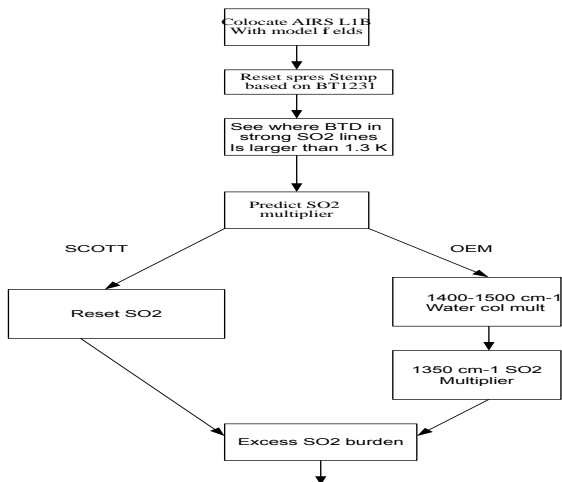 Colocate AIRS L1B
With model f elds
Reset spres Stemp
based on BT1231
See where BTD in
strong SO2 lines
Is larger than 1.3 K
Predict SO2
multiplier
SCOTT
OEM
Reset SO2
1400-1500 cm-1
Water col mult
1350 cm-1 SO2
Multiplier
Excess SO2 burden